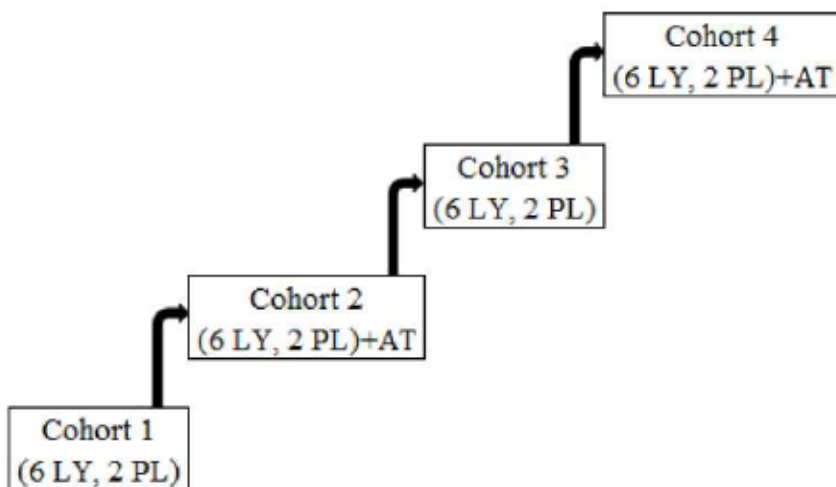 Cohort 4
(6 LY, 2 PL)+AT
Cohort 3
(6 LY, 2 PL)
Cohort 2
(6 LY, 2 PL)+AT
Cohort 1
(6 LY, 2 PL)